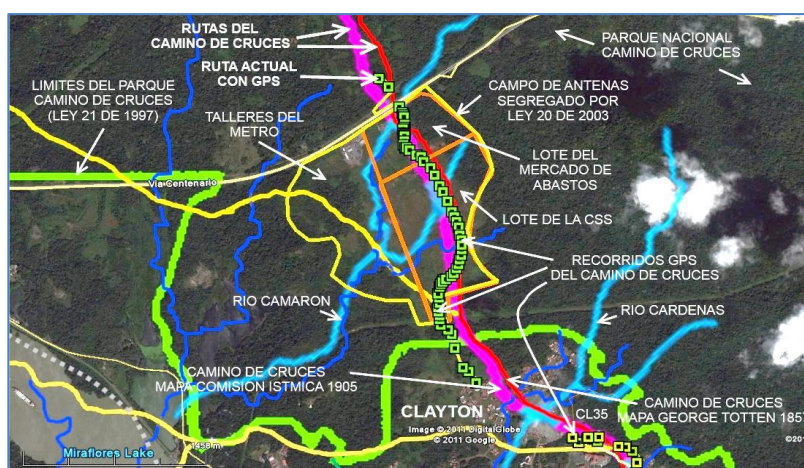 RUTAS DEL
CAMINO DE CRUCES
PARQUE NACIONAL
CAMINO DE CRUCES
RUTA ACTUAL
CON GPS
LIMITES DEL PARQUE
CAMINO DE CRUCES
(LEY 21 DE 1997)
CAMPO DE ANTENAS
SEGREGADO POR
LEY 20 DE 2003
TALLERES DEL
METRO
LOTE DEL
MERCADO DE
ABASTOS
Via Centenario
LOTE DE LA CSS
RECORRIDOS GPS
DEL CAMINO DE CRUCES
RIO CAMARON
RIO CARDENAS
CAMINO DE CRUCES
MAPA COMISION ISTMICA 1905
CAMINO DE CRUCES
MAPA GEORGE TOTTEN 1857
CLAYTON
CL35
Image © 2011 DigitalGlobe
© 2011 Google
1458 m
Miraflores Lake